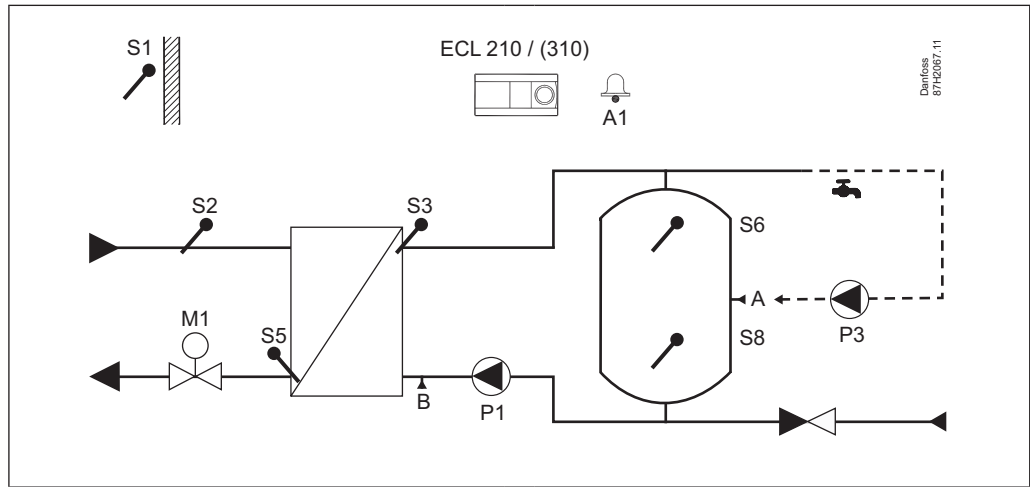 S1
ECL 210 / (310)
A1
Danfoss
87H2067.11
S2
S3
S6
A
P3
S8
M1
S5
B
P1